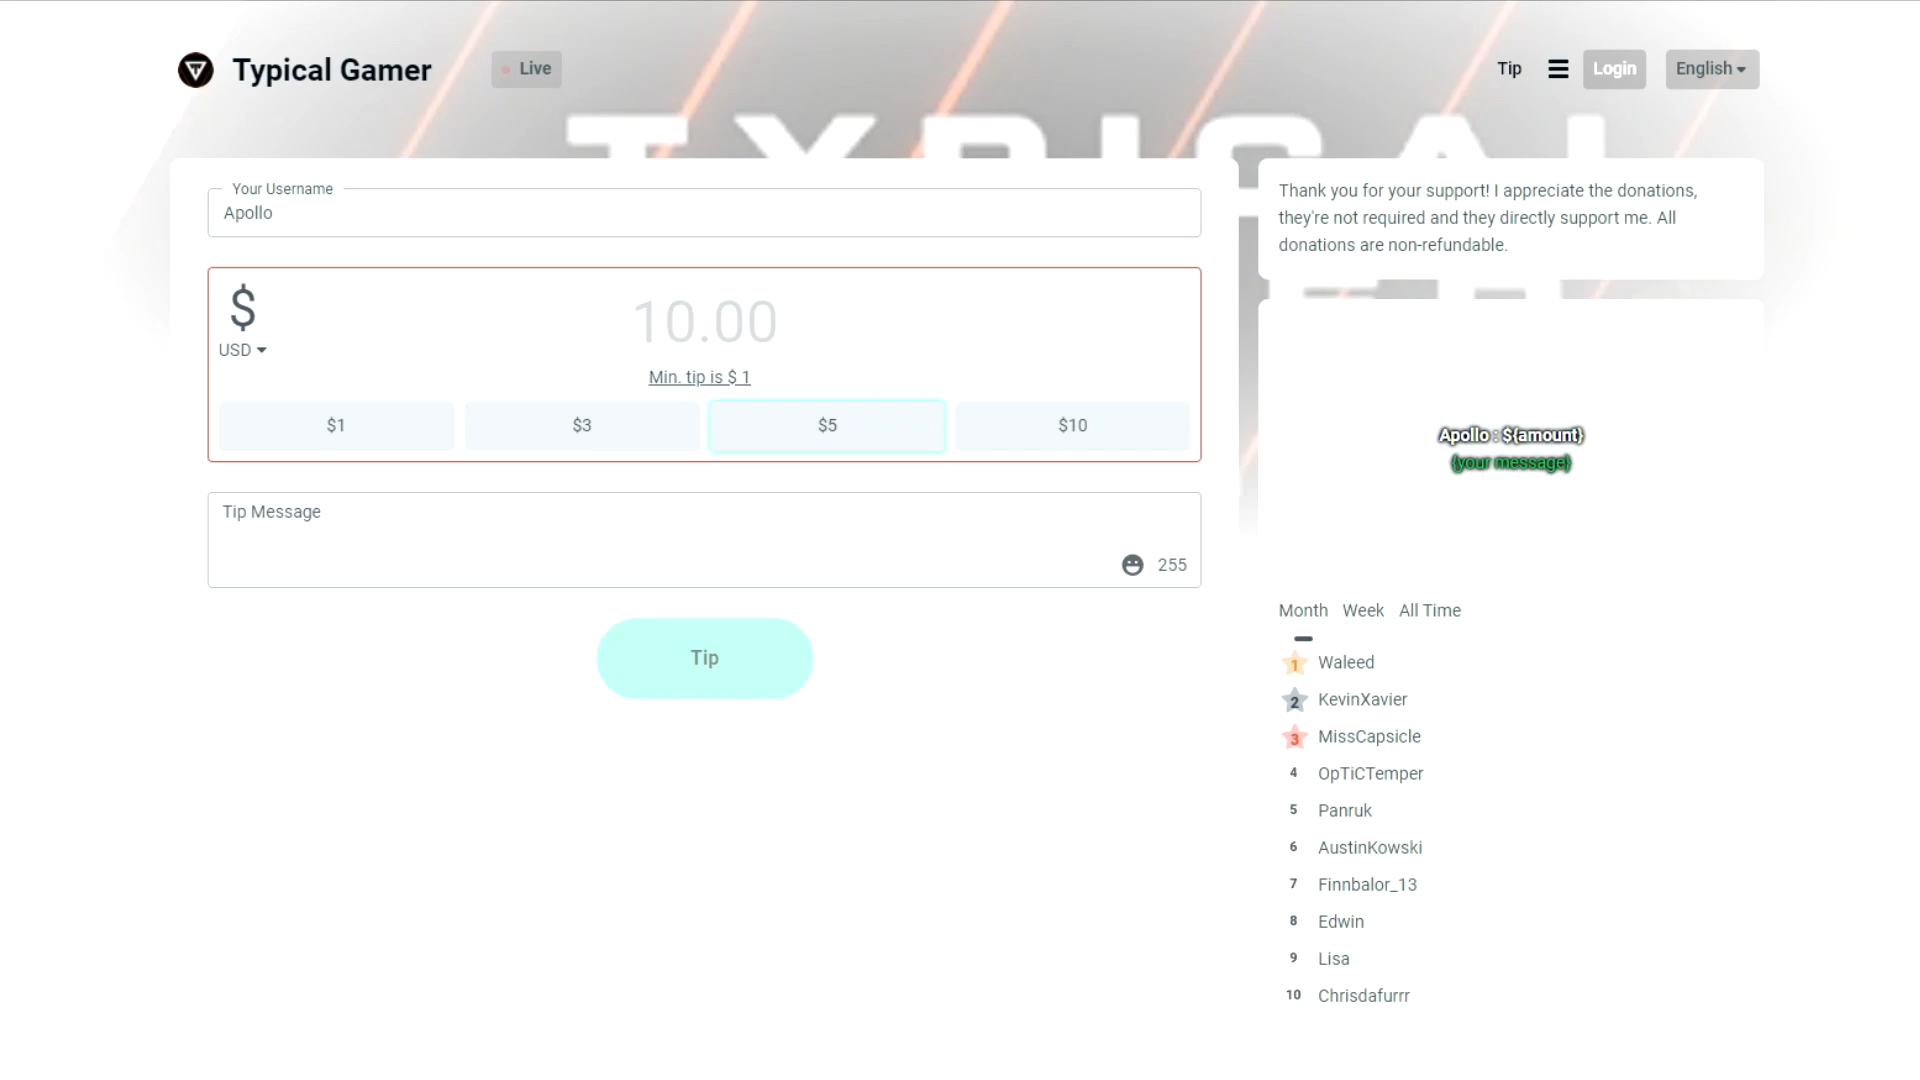 Typical Gamer
Live
Tip
Login
English
TYPICAL
Your Username
Apollo
$
USD
10.00
Min. tip is $ 1
$1
$3
$5
$10
Tip Message
255
Tip
Thank you for your support! I appreciate the donations,
they're not required and they directly support me. All
donations are non-refundable.
Apollo : ${amount}
{your message}
Month Week All Time
1 Waleed
2 KevinXavier
3 MissCapsicle
4 OpTiCTemper
5 Panruk
6 AustinKowski
7 Finnbalor_13
8 Edwin
9 Lisa
10 Chrisdafurrr